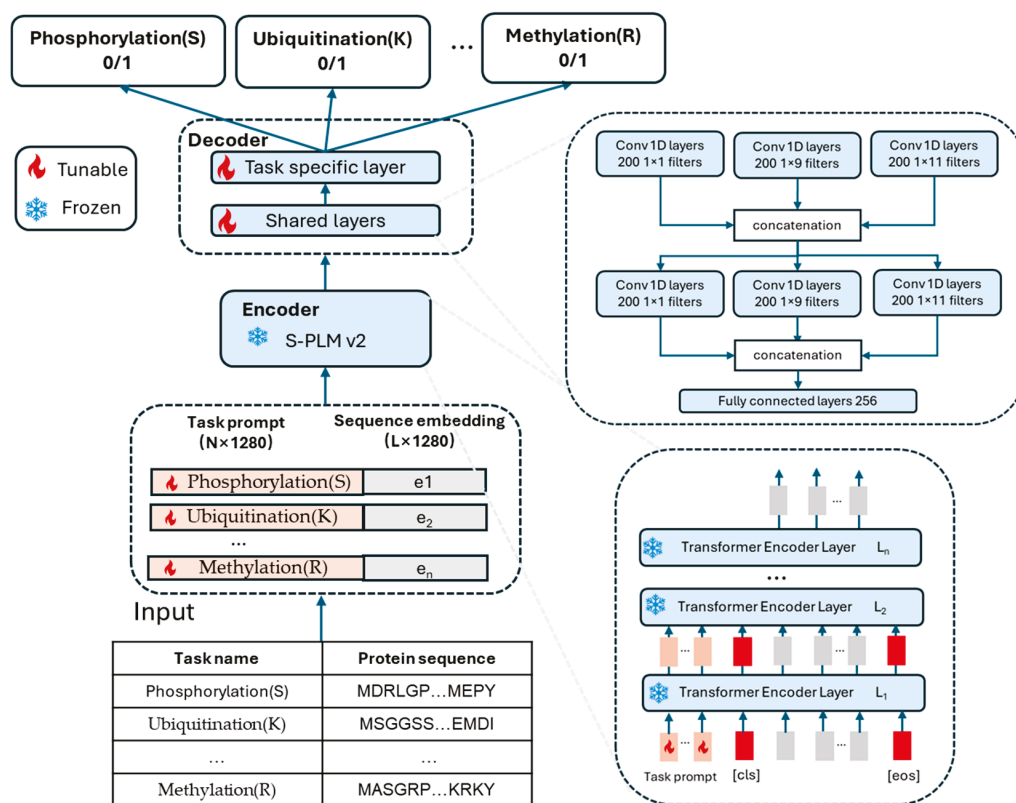 Phosphorylation(S)
0/1
Ubiquitination(K)
0/1
...
Methylation(R)
0/1
Tunable
Frozen
Decoder
Task specific layer
Shared layers
Encoder
S-PLM v2
Task prompt
(N×1280)
Sequence embedding
(L×1280)
Phosphorylation(S)
e1
Ubiquitination(K)
e₂
...
Methylation(R)
eₙ
Input
Task name
Protein sequence
Phosphorylation(S)
MDRLGP...MEPY
Ubiquitination(K)
MSGGSS...EMDI
...
...
Methylation(R)
MASGRP...KRKY
Conv 1D layers
200 1×1 filters
Conv 1D layers
200 1×9 filters
Conv 1D layers
200 1×11 filters
concatenation
Conv 1D layers
200 1×1 filters
Conv 1D layers
200 1×9 filters
Conv 1D layers
200 1×11 filters
concatenation
Fully connected layers 256
...
Transformer Encoder Layer Lₙ
...
Transformer Encoder Layer L₂
...
...
Transformer Encoder Layer L₁
...
...
Task prompt
[cls]
[eos]